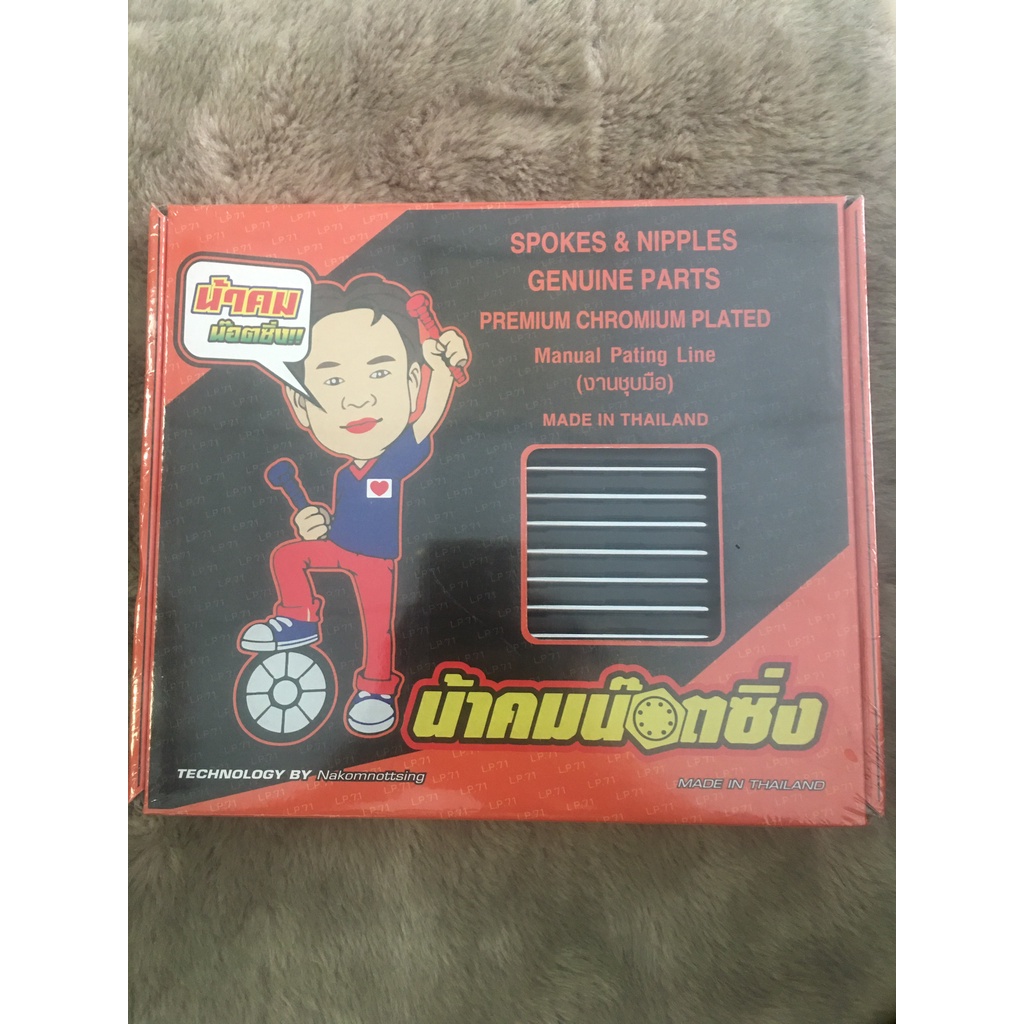 น้าคม
น๊อตซิ่ง!!
SPOKES & NIPPLES
GENUINE PARTS
PREMIUM CHROMIUM PLATED
Manual Pating Line
(งานชุบมือ)
MADE IN THAILAND
น้าคมน๊อตซิ่ง
TECHNOLOGY BY Nakomnottsing
MADE IN THAILAND
LP.71